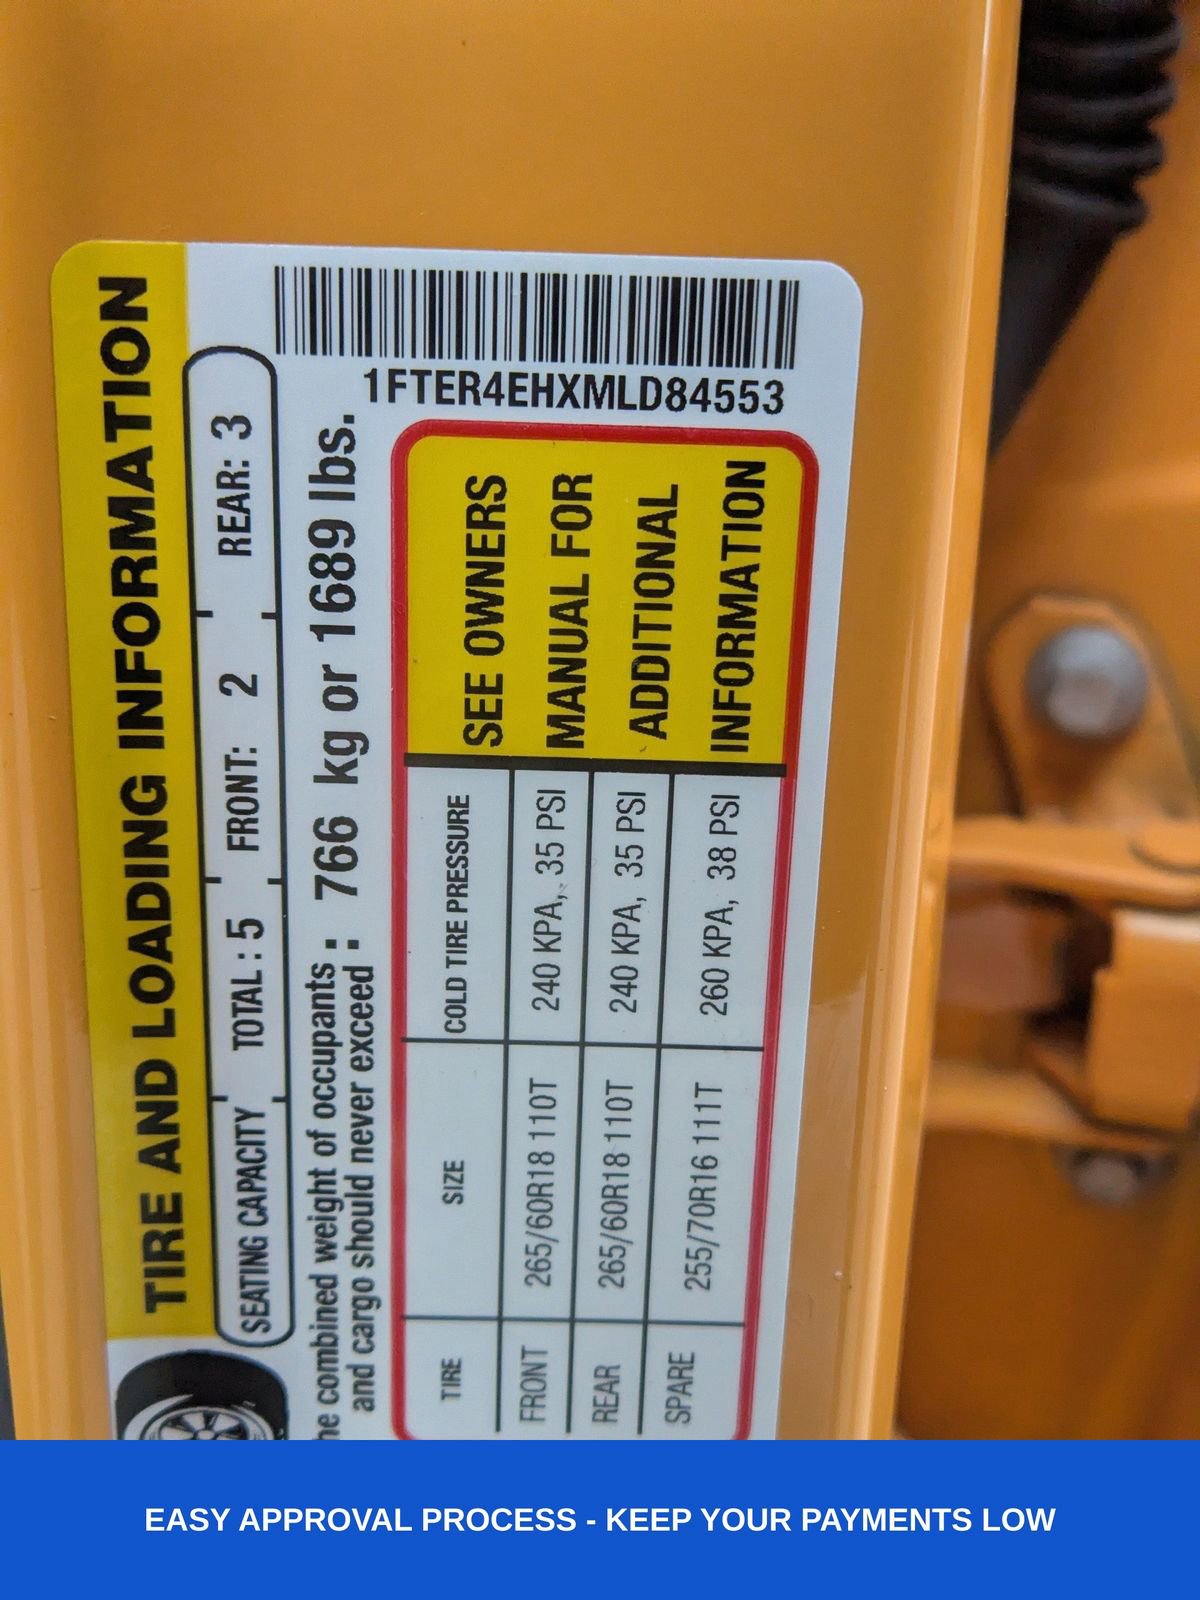 TIRE AND LOADING INFORMATION
SEATING CAPACITY TOTAL : 5 FRONT: 2 REAR: 3
combined weight of occupants
and cargo should never exceed : 766 kg or 1689 lbs.
1FTER4EHXMLD84553
TIRE SIZE COLD TIRE PRESSURE
FRONT 265/60R18 110T 240 KPA, 35 PSI
REAR 265/60R18 110T 240 KPA, 35 PSI
SPARE 255/70R16 111T 260 KPA, 38 PSI
SEE OWNERS
MANUAL FOR
ADDITIONAL
INFORMATION
EASY APPROVAL PROCESS - KEEP YOUR PAYMENTS LOW